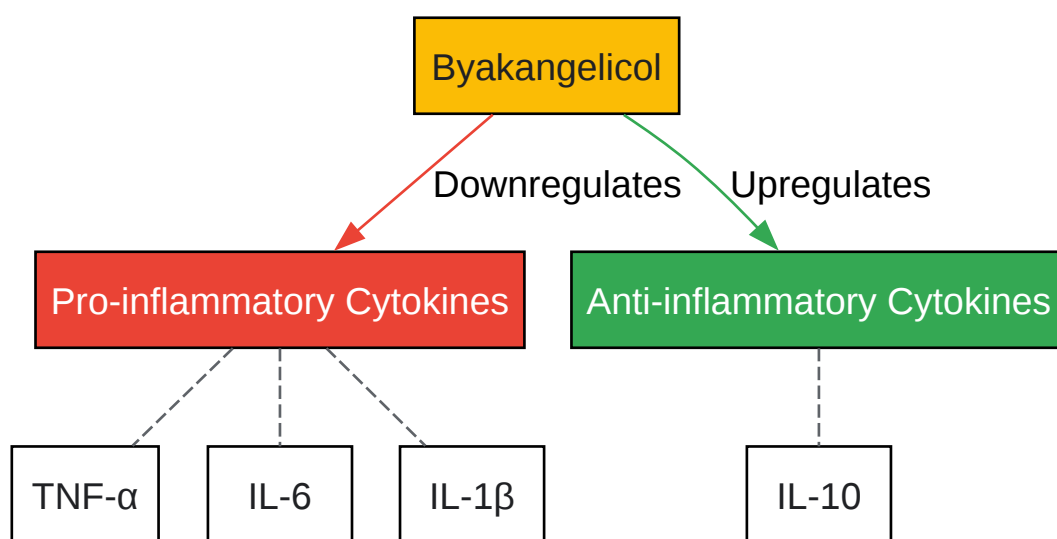 Byakangelicol
Downregulates
Upregulates
Pro-inflammatory Cytokines
Anti-inflammatory Cytokines
TNF-α
IL-6
IL-1β
IL-10